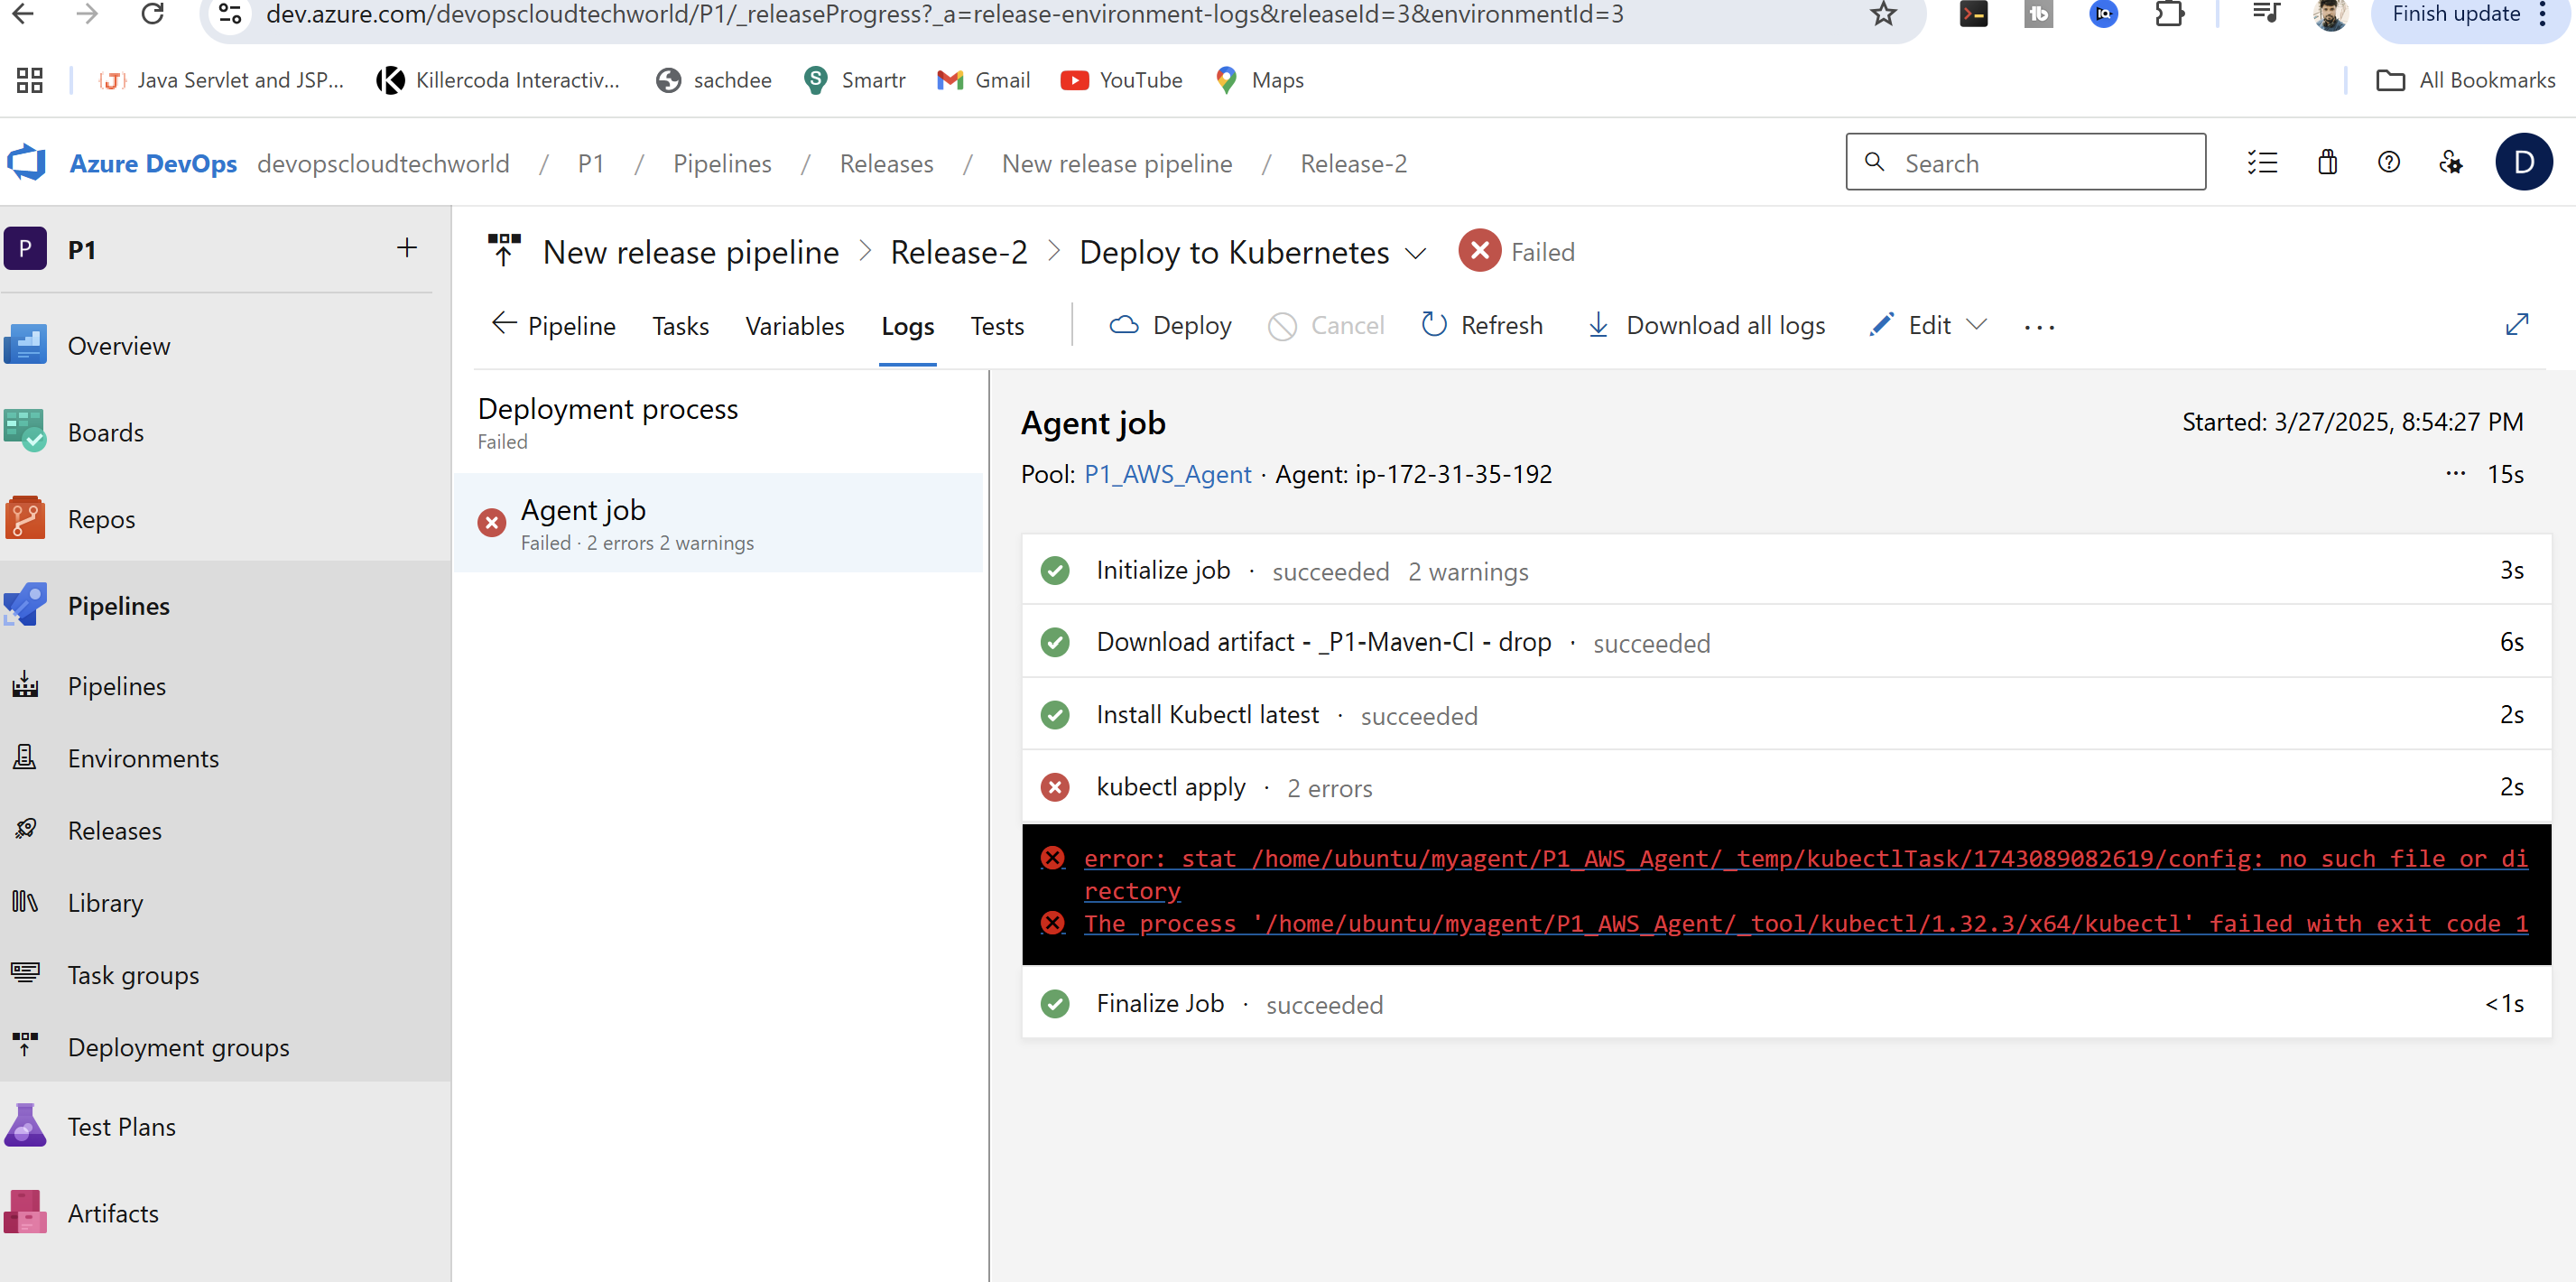 dev.azure.com/devopscloudtechworld/P1/_releaseProgress?_a=release-environment-logs&releaseId=3&environmentId=3
Finish update
Java Servlet and JSP...
Killercoda Interactiv...
sachdee
Smartr
Gmail
YouTube
Maps
All Bookmarks
Azure DevOps devopscloudtechworld / P1 / Pipelines / Releases / New release pipeline / Release-2
Search
D
P P1 +
New release pipeline > Release-2 > Deploy to Kubernetes Failed
Pipeline Tasks Variables Logs Tests Deploy Cancel Refresh Download all logs Edit ...
Overview
Boards
Repos
Pipelines
Pipelines
Environments
Releases
Library
Task groups
Deployment groups
Test Plans
Artifacts
Deployment process
Failed
Agent job
Failed · 2 errors 2 warnings
Agent job
Started: 3/27/2025, 8:54:27 PM
Pool: P1_AWS_Agent · Agent: ip-172-31-35-192
... 15s
Initialize job · succeeded 2 warnings 3s
Download artifact - _P1-Maven-CI - drop · succeeded 6s
Install Kubectl latest · succeeded 2s
kubectl apply · 2 errors 2s
error: stat /home/ubuntu/myagent/P1_AWS_Agent/_temp/kubectlTask/1743089082619/config: no such file or di
rectory
The process '/home/ubuntu/myagent/P1_AWS_Agent/_tool/kubectl/1.32.3/x64/kubectl' failed with exit code 1
Finalize Job · succeeded <1s